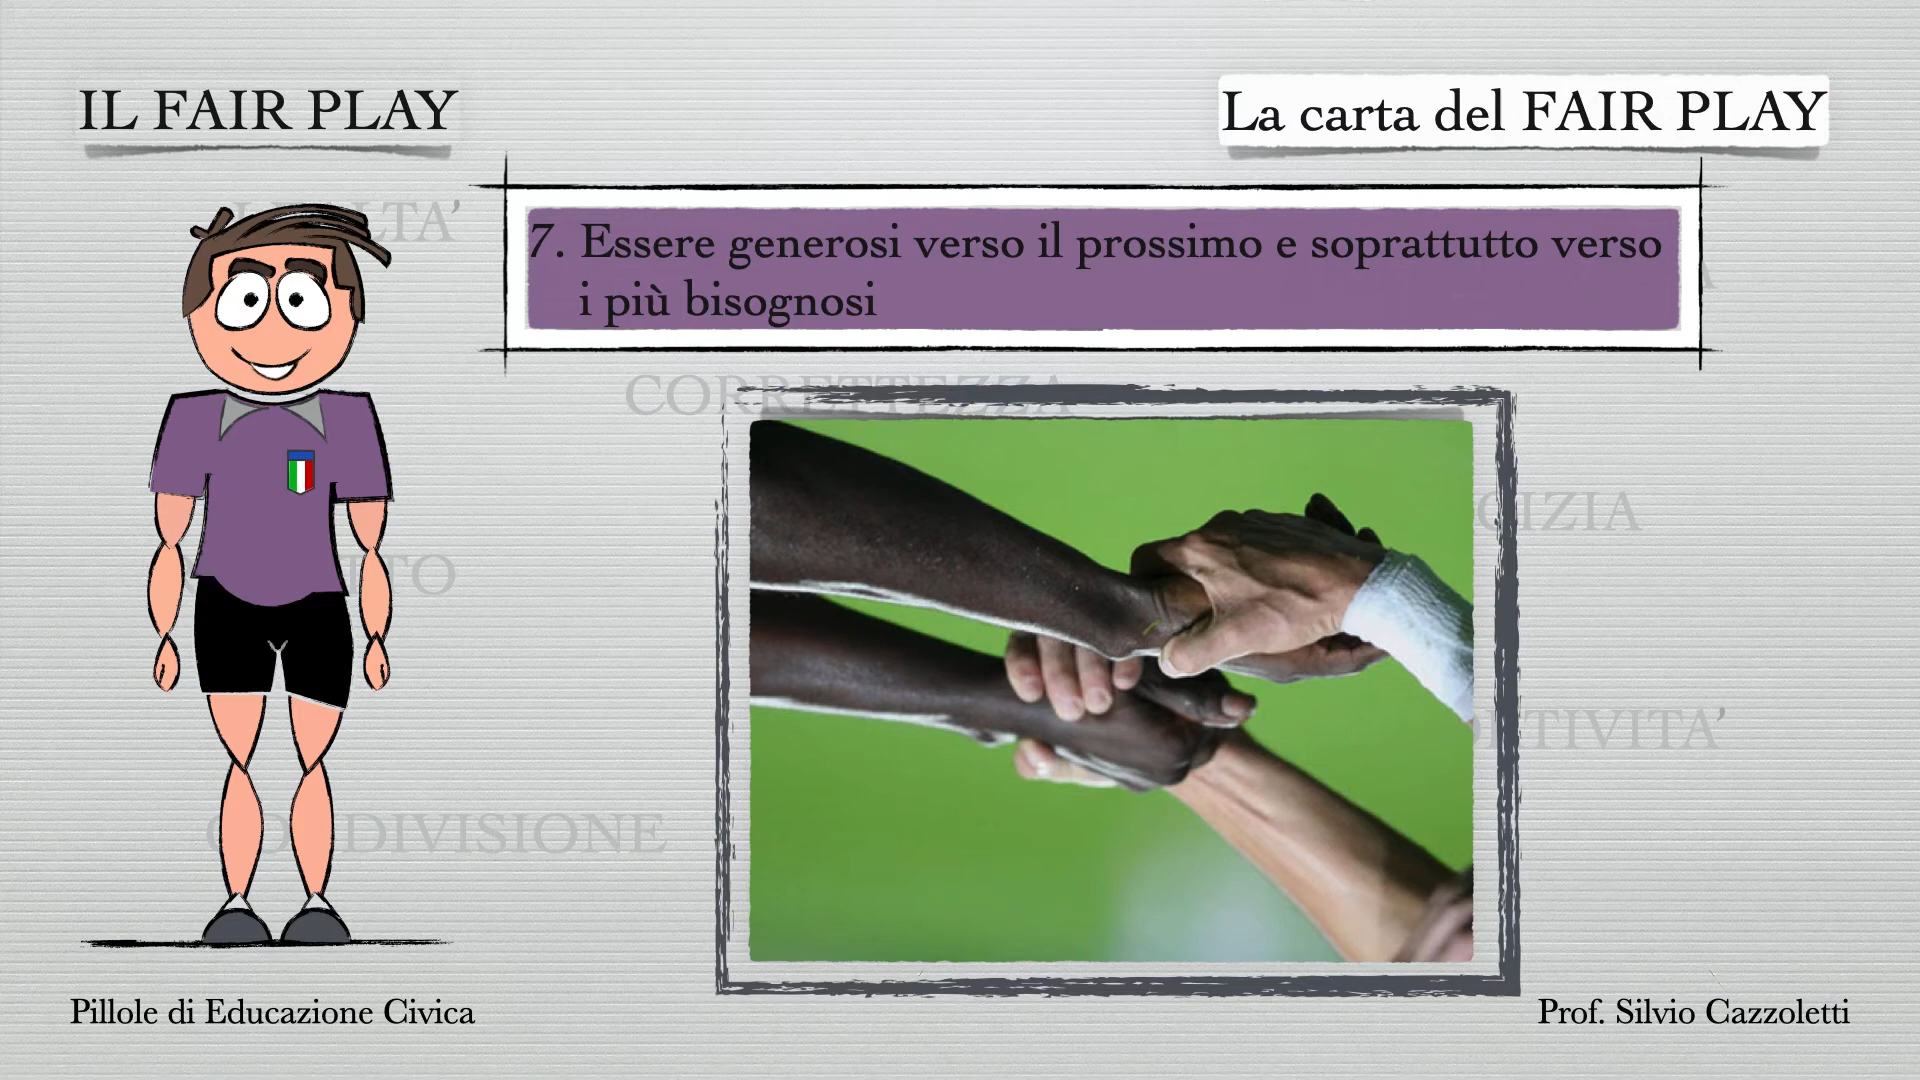 IL FAIR PLAY
La carta del FAIR PLAY
7. Essere generosi verso il prossimo e soprattutto verso
i più bisognosi
CORRETTEZZA
Pillole di Educazione Civica
Prof. Silvio Cazzoletti